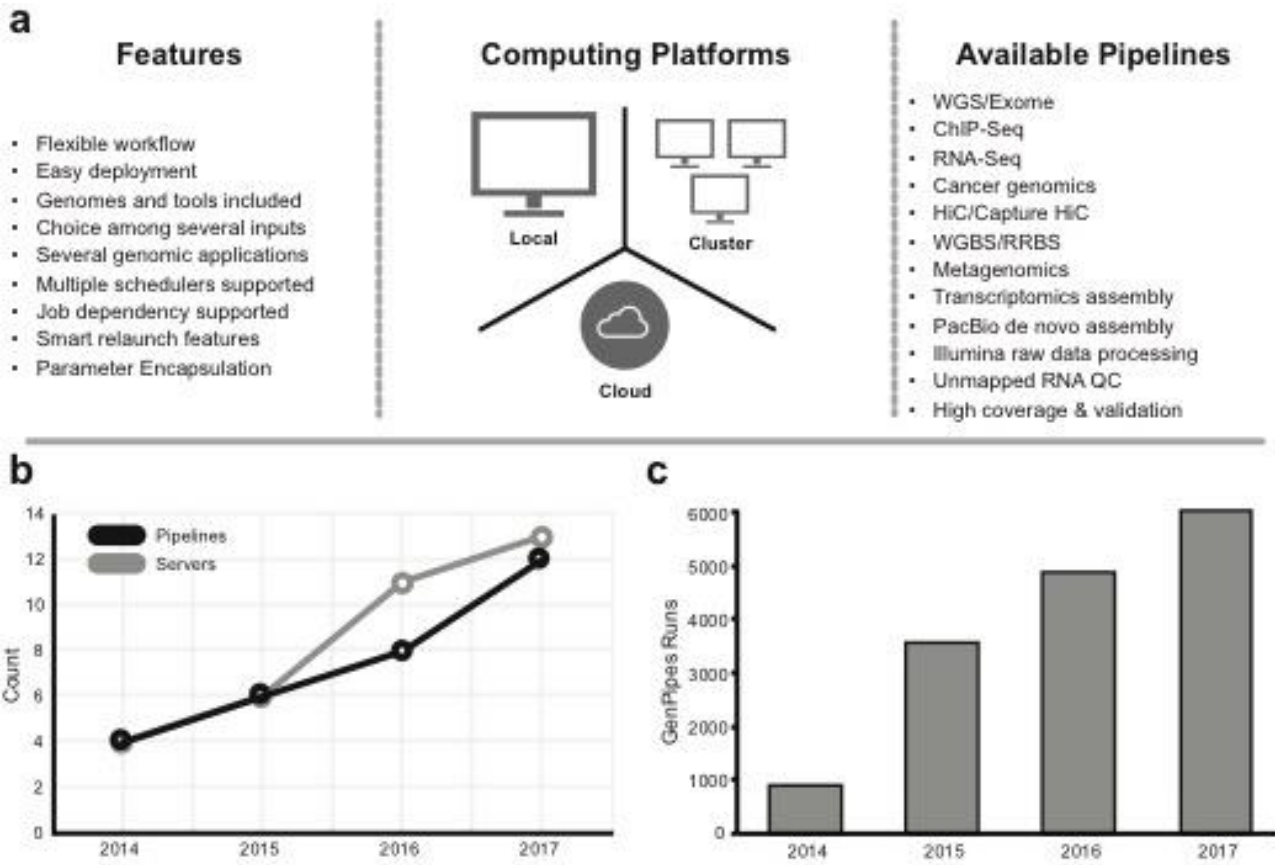 a
Features
• Flexible workflow
• Easy deployment
• Genomes and tools included
• Choice among several inputs
• Several genomic applications
• Multiple schedulers supported
• Job dependency supported
• Smart relaunch features
• Parameter Encapsulation
Computing Platforms
Local
Cluster
Cloud
Available Pipelines
• WGS/Exome
• ChIP-Seq
• RNA-Seq
• Cancer genomics
• HiC/Capture HiC
• WGBS/RRBS
• Metagenomics
• Transcriptomics assembly
• PacBio de novo assembly
• Illumina raw data processing
• Unmapped RNA QC
• High coverage & validation
b
Pipelines
Servers
Count
14
12
10
8
6
4
2
0
2014 2015 2016 2017
c
GenPipes Runs
6000
5000
4000
3000
2000
1000
0
2014 2015 2016 2017